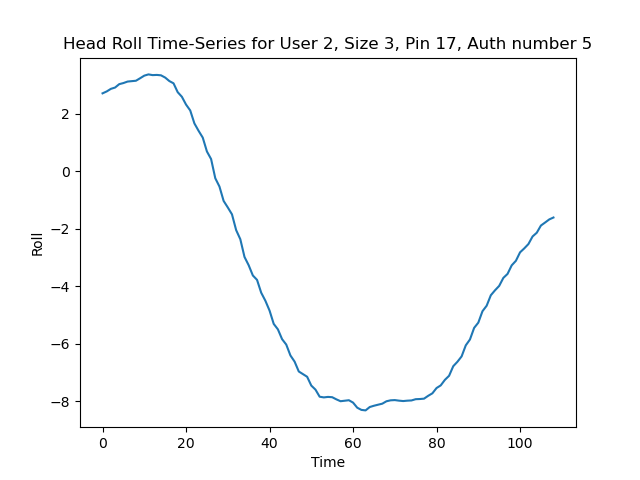 Head Roll Time-Series for User 2, Size 3, Pin 17, Auth number 5
Roll
2
0
−2
−4
−6
−8
0 20 40 60 80 100
Time